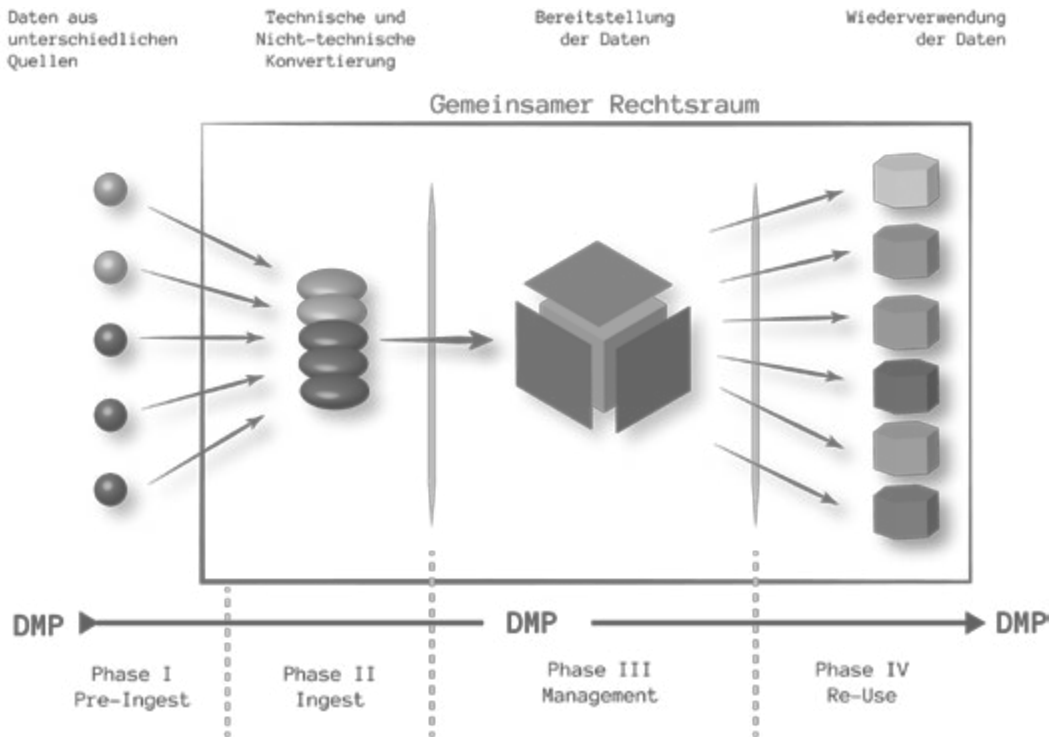 Daten aus
unterschiedlichen
Quellen
Technische und
Nicht-technische
Konvertierung
Bereitstellung
der Daten
Wiederverwendung
der Daten
Gemeinsamer Rechtsraum
DMP
DMP
DMP
Phase I
Pre-Ingest
Phase II
Ingest
Phase III
Management
Phase IV
Re-Use